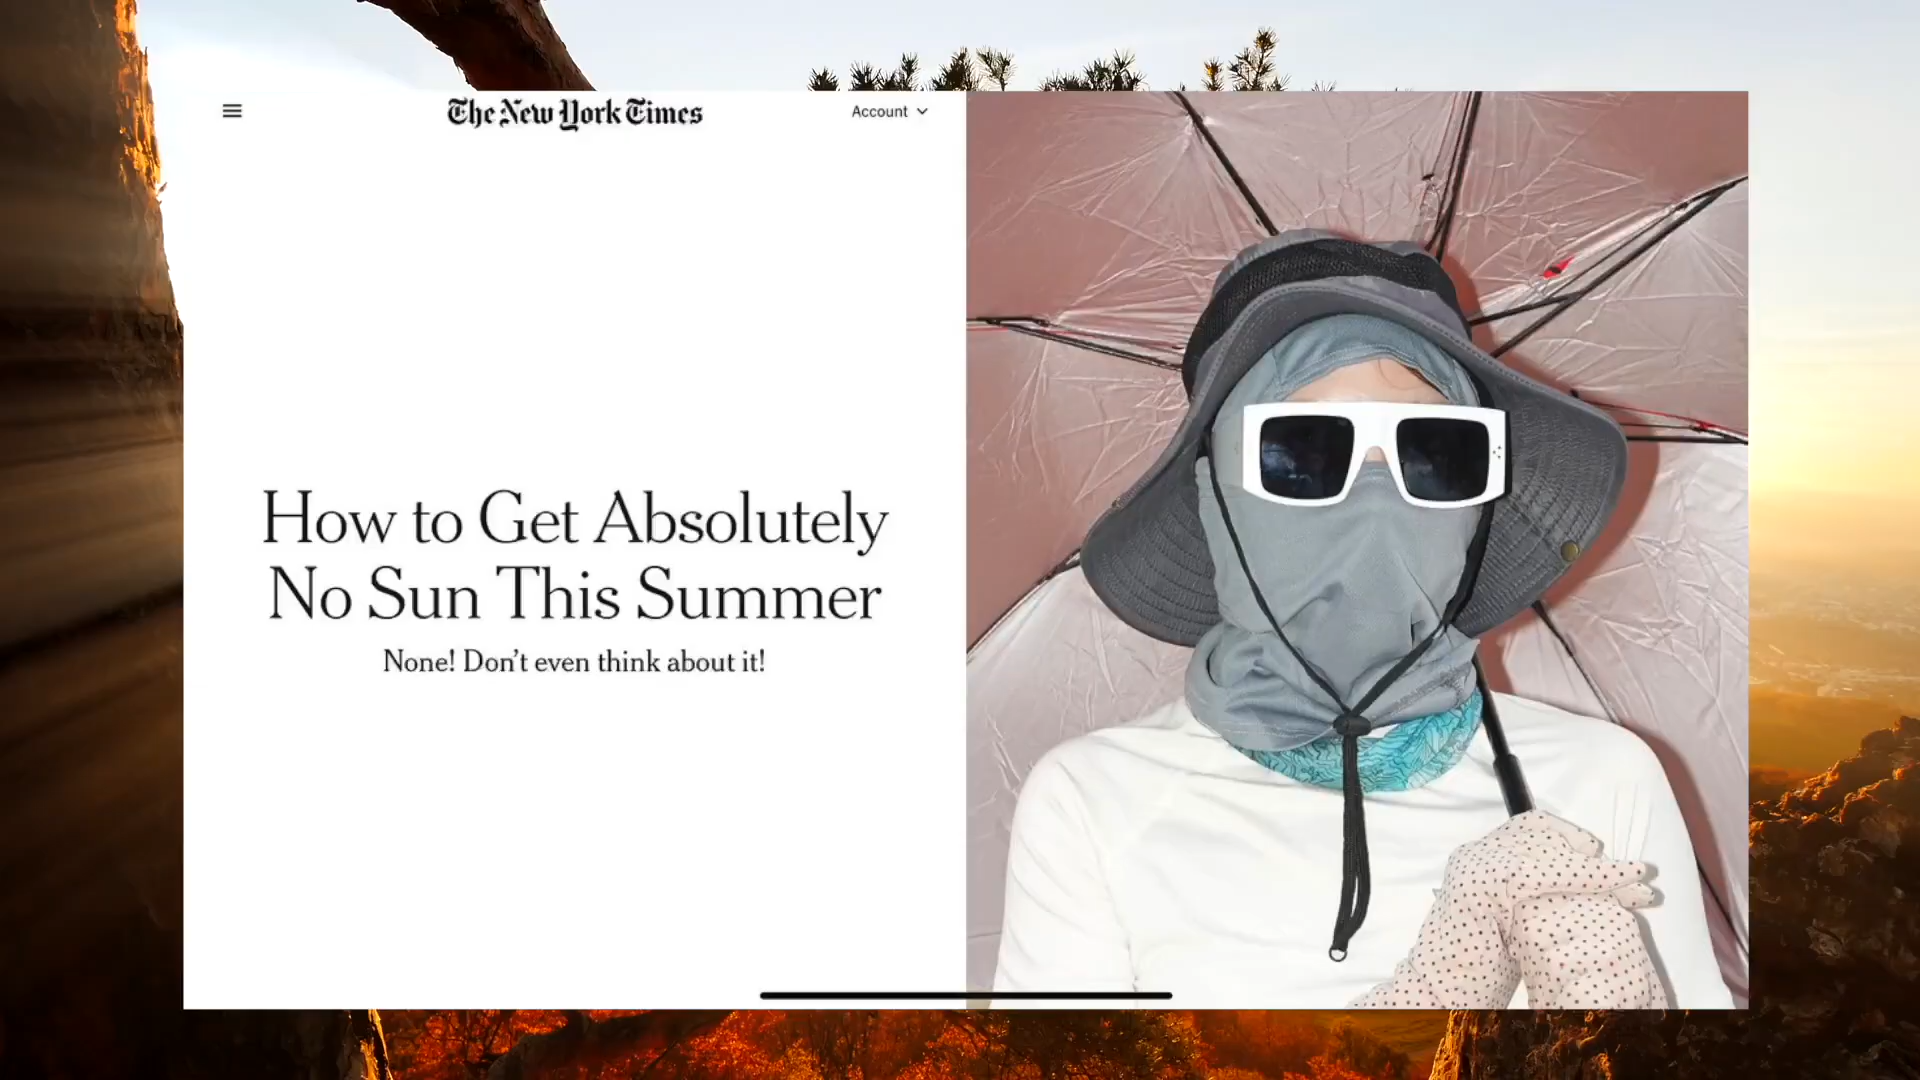 The New York Times
Account
How to Get Absolutely
No Sun This Summer
None! Don't even think about it!